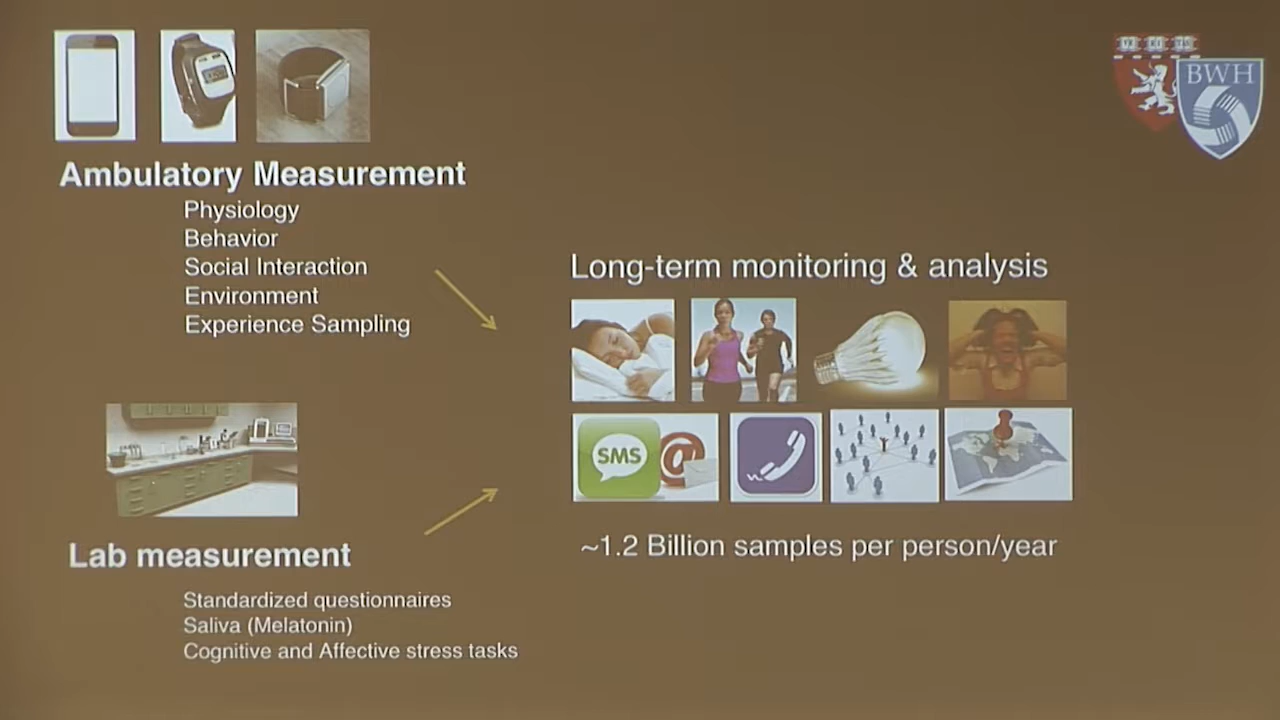 BWH
Ambulatory Measurement
Physiology
Behavior
Social Interaction
Environment
Experience Sampling
Long-term monitoring & analysis
SMS
@
~1.2 Billion samples per person/year
Lab measurement
Standardized questionnaires
Saliva (Melatonin)
Cognitive and Affective stress tasks